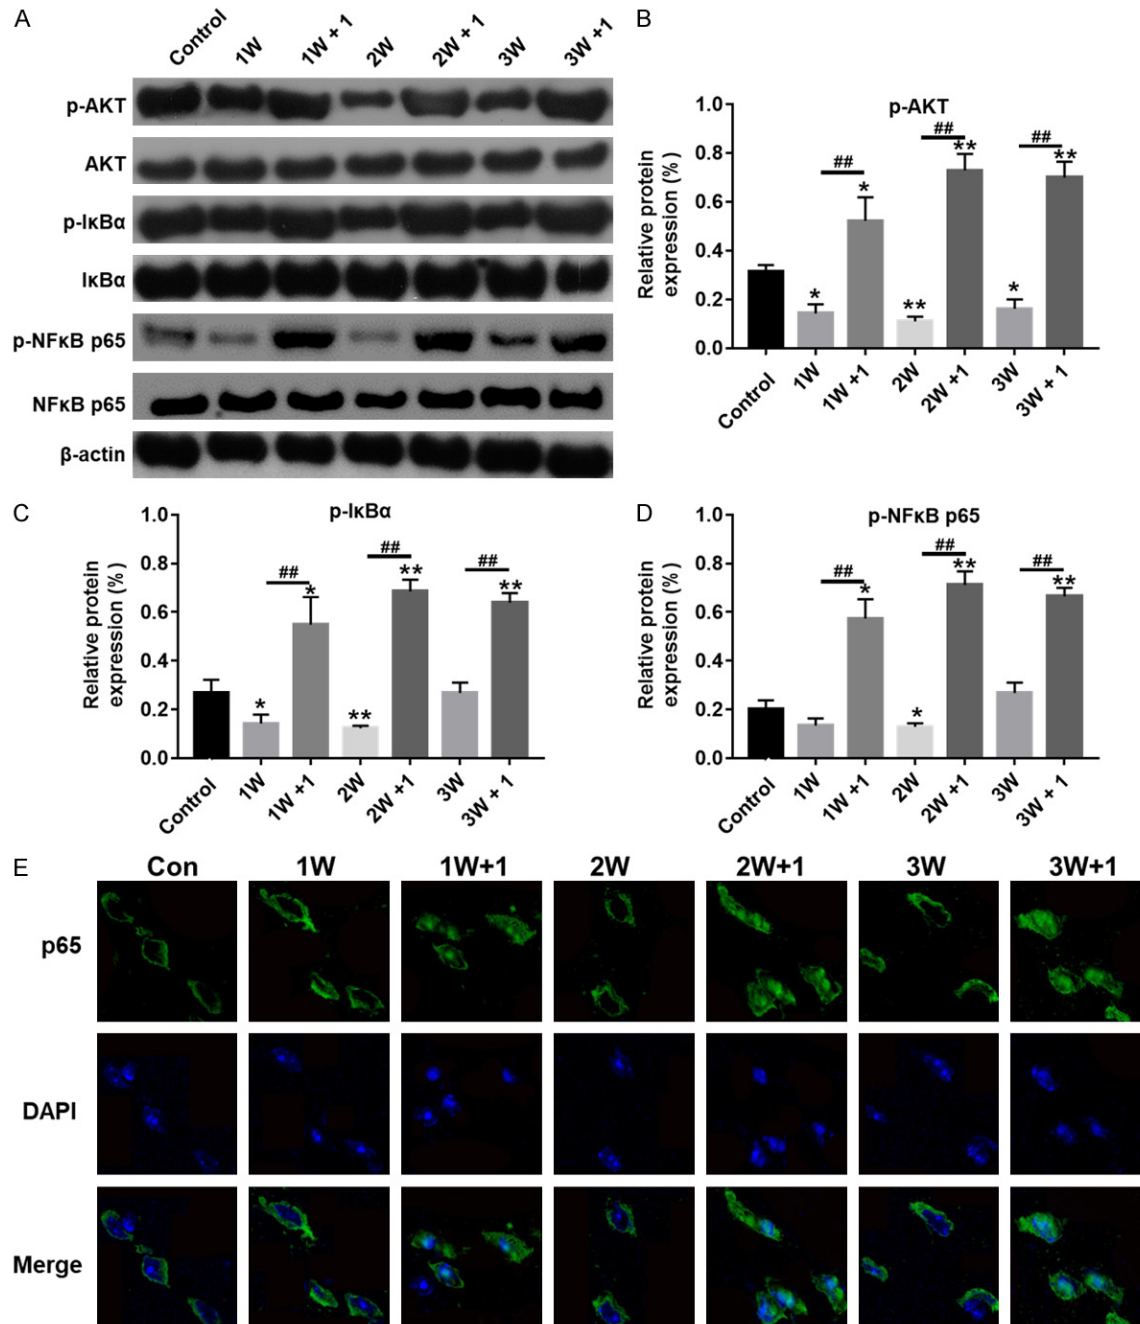 A
Control 1W 1W +1 2W 2W +1 3W 3W +1
p-AKT
AKT
p-IκBα
IκBα
p-NFκB p65
NFκB p65
β-actin
B
p-AKT
Relative protein
expression (%)
1.0
0.8
0.6
0.4
0.2
0.0
* * ** ** * **
## ## ##
Control 1W 1W +1 2W 2W +1 3W 3W + 1
C
p-IκBα
Relative protein
expression (%)
1.0
0.8
0.6
0.4
0.2
0.0
* * ** ** **
## ## ##
Control 1W 1W +1 2W 2W +1 3W 3W + 1
D
p-NFκB p65
Relative protein
expression (%)
1.0
0.8
0.6
0.4
0.2
0.0
* * ** **
## ## ##
Control 1W 1W +1 2W 2W +1 3W 3W + 1
E
Con 1W 1W+1 2W 2W+1 3W 3W+1
p65
DAPI
Merge